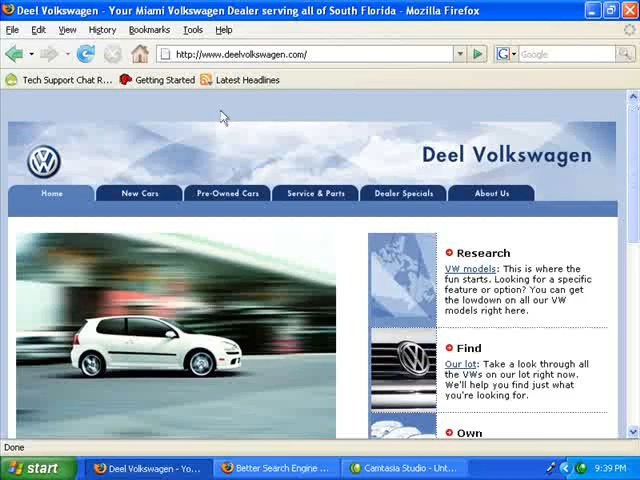 Deel Volkswagen - Your Miami Volkswagen Dealer serving all of South Florida - Mozilla Firefox
File Edit View History Bookmarks Tools Help
http://www.deelvolkswagen.com/
Google
Tech Support Chat R... Getting Started Latest Headlines
Deel Volkswagen
Home New Cars Pre-Owned Cars Service & Parts Dealer Specials About Us
Research
VW models: This is where the
fun starts. Looking for a specific
feature or option? You can get
the lowdown on all our VW
models right here.
Find
Our lot: Take a look through all
the VWs on our lot right now.
We'll help you find just what
you're looking for.
Own
Done
start Deel Volkswagen - Yo... Better Search Engine ... Camtasia Studio - Unt... 9:39 PM